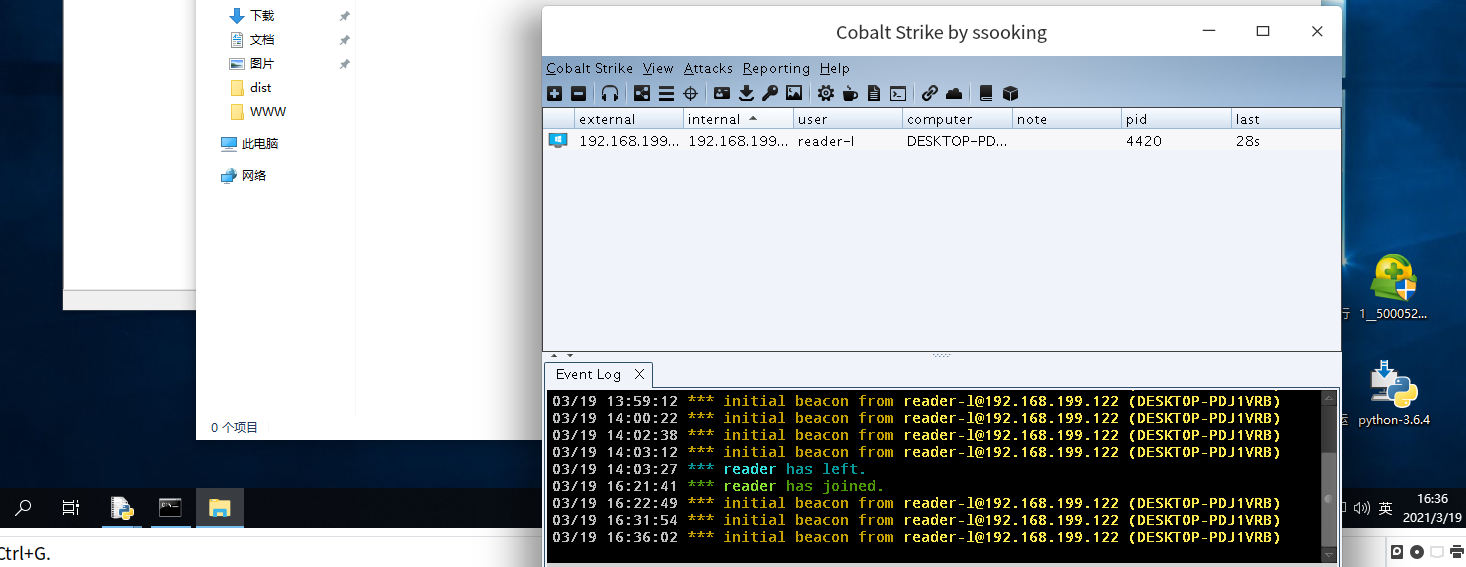 下载
文档
图片
dist
WWW
此电脑
网络
0 个项目
Cobalt Strike by ssooking
Cobalt Strike View Attacks Reporting Help
external internal user computer note pid last
192.168.199... 192.168.199... reader-l DESKTOP-PD... 4420 28s
Event Log X
03/19 13:59:12 *** initial beacon from reader-l@192.168.199.122 (DESKTOP-PDJ1VRB)
03/19 14:00:22 *** initial beacon from reader-l@192.168.199.122 (DESKTOP-PDJ1VRB)
03/19 14:02:38 *** initial beacon from reader-l@192.168.199.122 (DESKTOP-PDJ1VRB)
03/19 14:03:12 *** initial beacon from reader-l@192.168.199.122 (DESKTOP-PDJ1VRB)
03/19 14:03:27 *** reader has left.
03/19 16:21:41 *** reader has joined.
03/19 16:22:49 *** initial beacon from reader-l@192.168.199.122 (DESKTOP-PDJ1VRB)
03/19 16:31:54 *** initial beacon from reader-l@192.168.199.122 (DESKTOP-PDJ1VRB)
03/19 16:36:02 *** initial beacon from reader-l@192.168.199.122 (DESKTOP-PDJ1VRB)
行 1__500052...
python-3.6.4
英
16:36
2021/3/19
Ctrl+G.